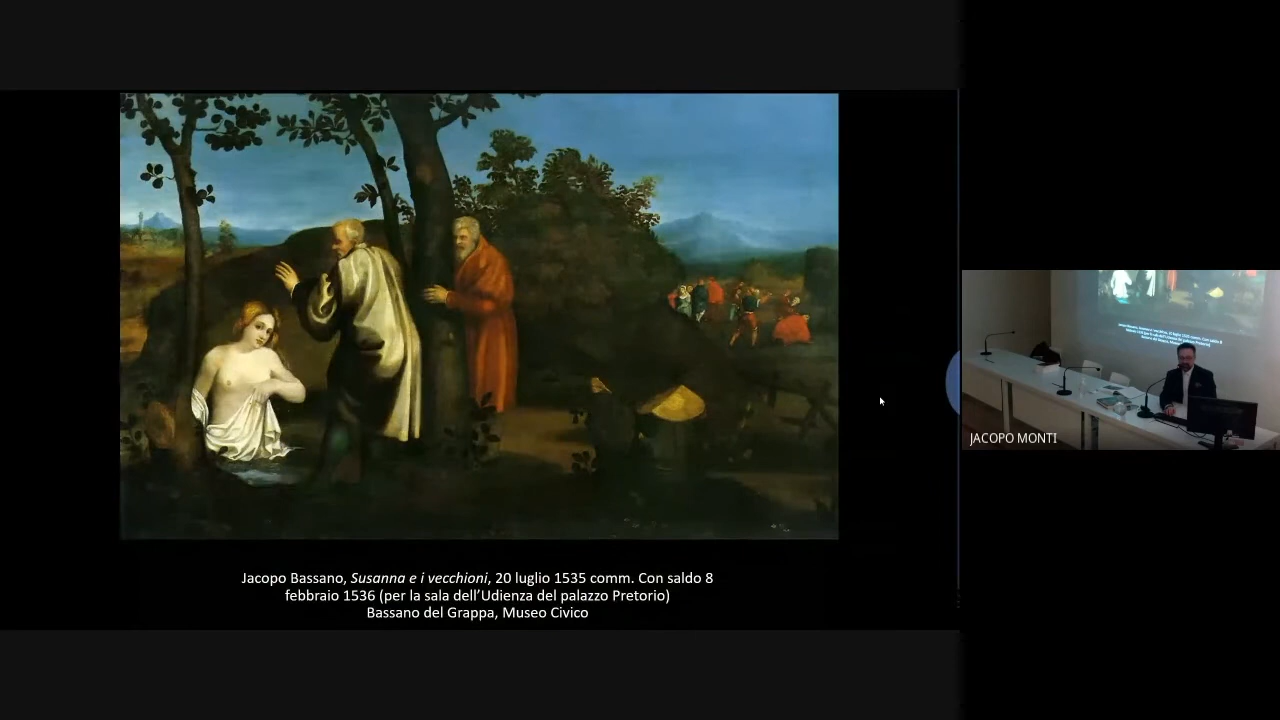 Jacopo Bassano, Susanna e i vecchioni, 20 luglio 1535 comm. Con saldo 8
febbraio 1536 (per la sala dell’Udienza del palazzo Pretorio)
Bassano del Grappa, Museo Civico
JACOPO MONTI